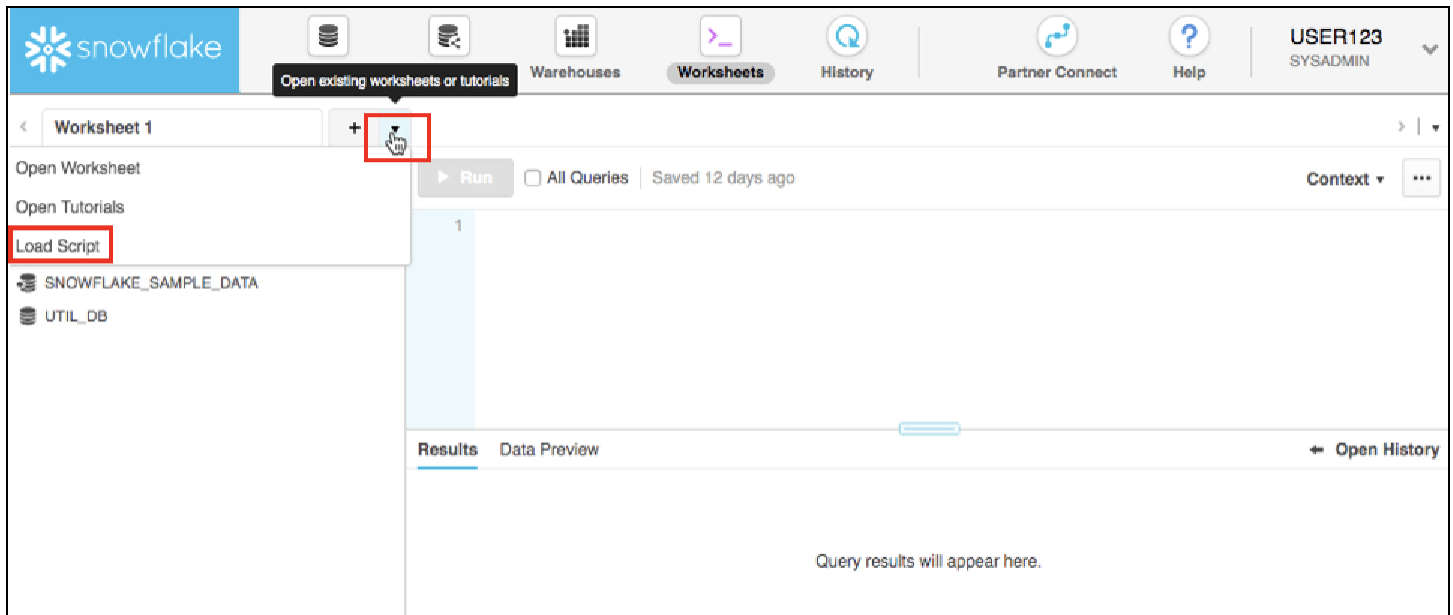 snowflake
Open existing worksheets or tutorials
Warehouses
Worksheets
History
Partner Connect
Help
USER123
SYSADMIN
Worksheet 1
+
Open Worksheet
Open Tutorials
Load Script
SNOWFLAKE_SAMPLE_DATA
UTIL_DB
Run
All Queries
Saved 12 days ago
Context
...
1
Results
Data Preview
Open History
Query results will appear here.